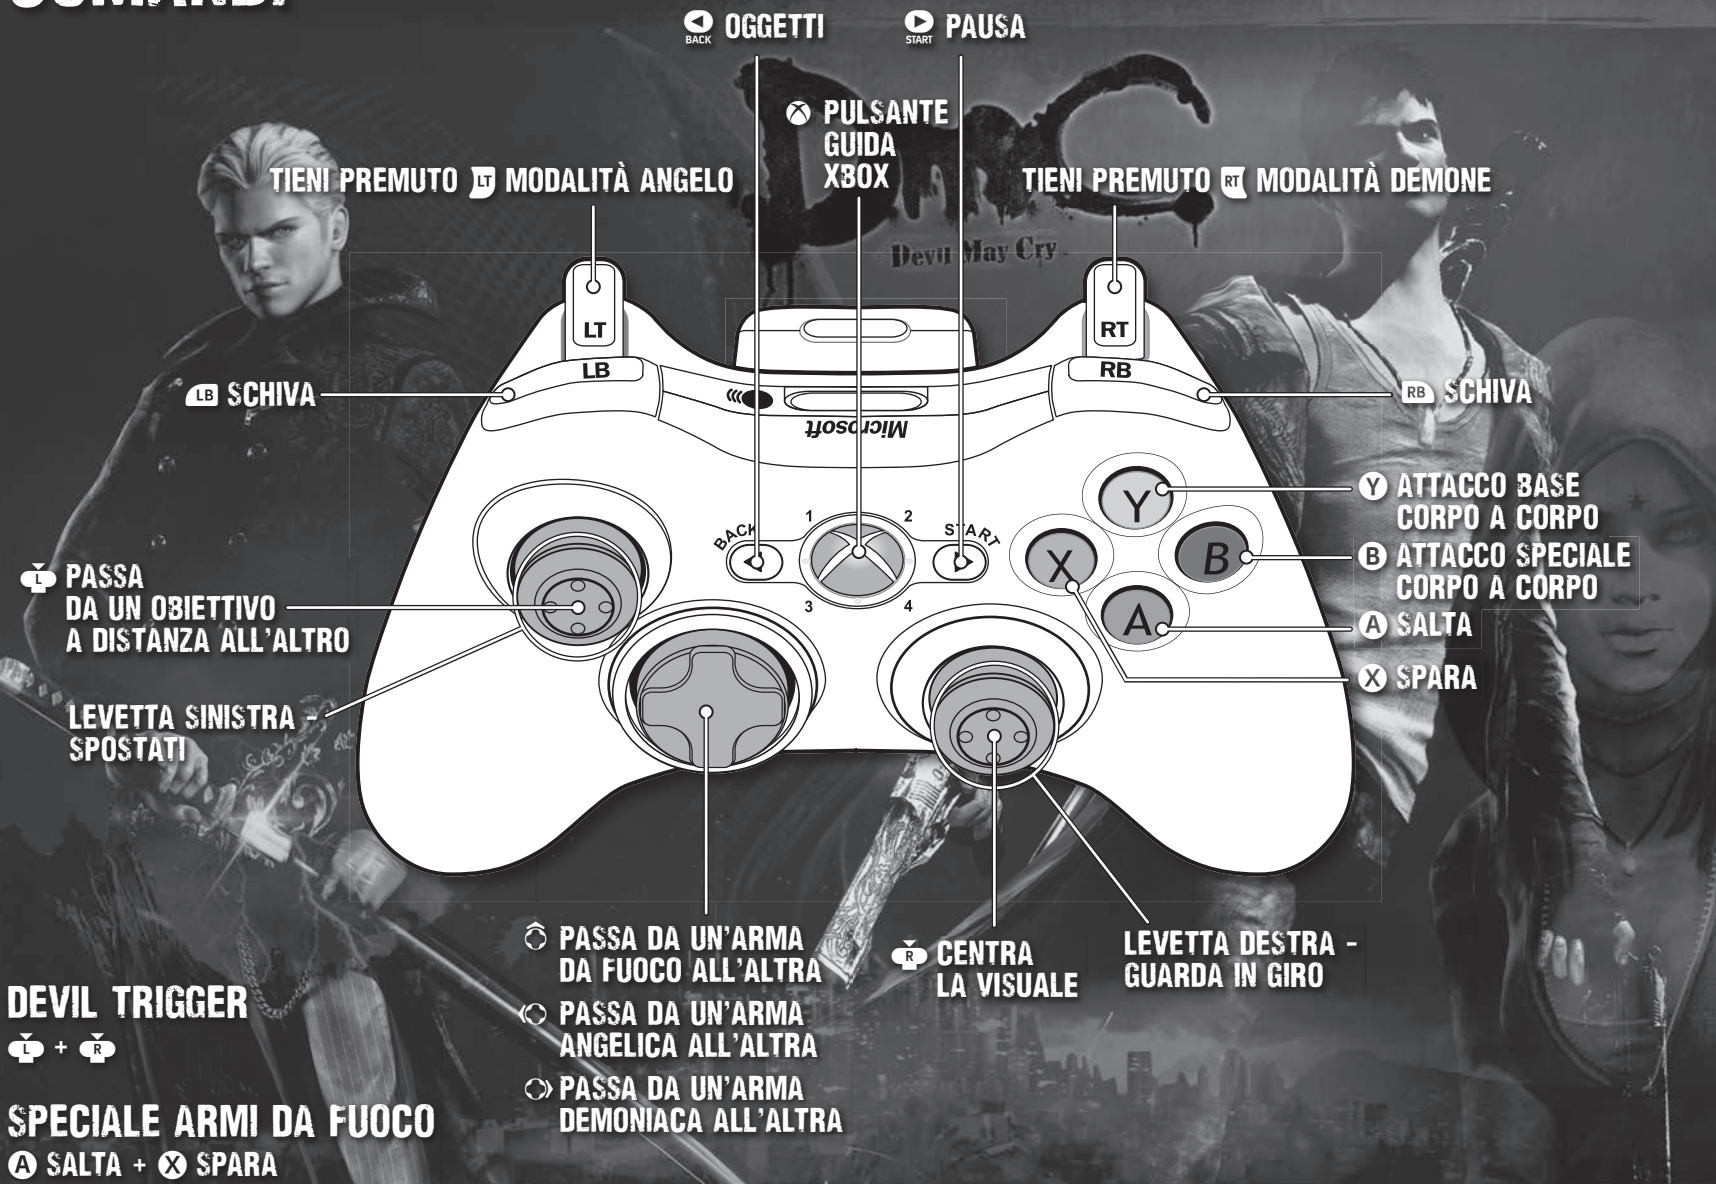 COMANDI
BACK OGGETTI
START PAUSA
PULSANTE
GUIDA
XBOX
DmC
Devil May Cry
TIENI PREMUTO LT MODALITÀ ANGELO
TIENI PREMUTO RT MODALITÀ DEMONE
LT
RT
LB
RB
LB SCHIVA
RB SCHIVA
Microsoft
Y ATTACCO BASE
CORPO A CORPO
B ATTACCO SPECIALE
CORPO A CORPO
A SALTA
X SPARA
BACK
START
1
2
3
4
Y
X
B
A
L PASSA
DA UN OBIETTIVO
A DISTANZA ALL'ALTRO
LEVETTA SINISTRA -
SPOSTATI
PASSA DA UN'ARMA
DA FUOCO ALL'ALTRA
PASSA DA UN'ARMA
ANGELICA ALL'ALTRA
PASSA DA UN'ARMA
DEMONIACA ALL'ALTRA
R CENTRA
LA VISUALE
LEVETTA DESTRA -
GUARDA IN GIRO
DEVIL TRIGGER
L + R
SPECIALE ARMI DA FUOCO
A SALTA + X SPARA